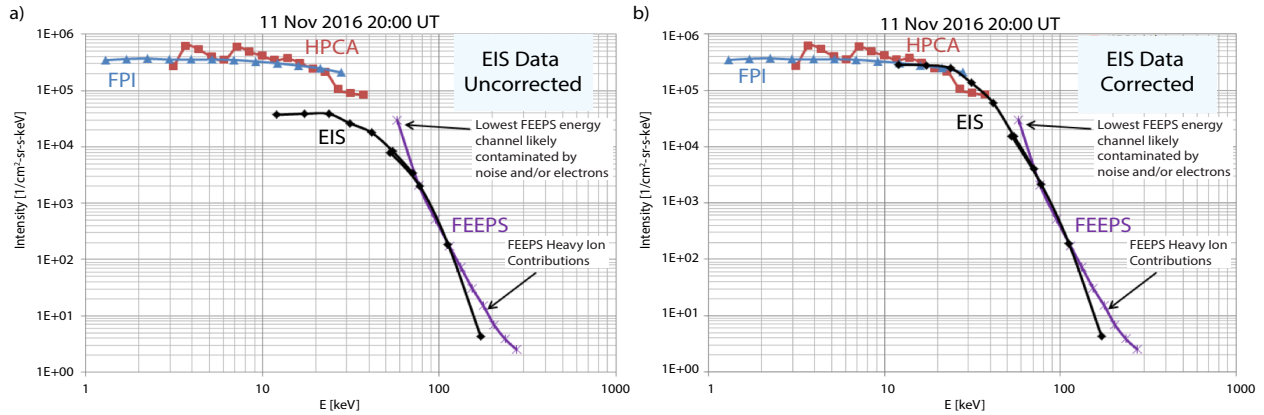 a)
11 Nov 2016 20:00 UT
1E+06
1E+05
1E+04
1E+03
1E+02
1E+01
1E+00
Intensity [1/cm²-sr-s-keV]
HPCA
FPI
EIS Data
Uncorrected
EIS
Lowest FEEPS energy
channel likely
contaminated by
noise and/or electrons
FEEPS
FEEPS Heavy Ion
Contributions
1
10
100
1000
E [keV]
b)
11 Nov 2016 20:00 UT
1E+06
1E+05
1E+04
1E+03
1E+02
1E+01
1E+00
Intensity [1/cm²-sr-s-keV]
HPCA
FPI
EIS Data
Corrected
EIS
Lowest FEEPS energy
channel likely
contaminated by
noise and/or electrons
FEEPS
FEEPS Heavy Ion
Contributions
1
10
100
1000
E [keV]